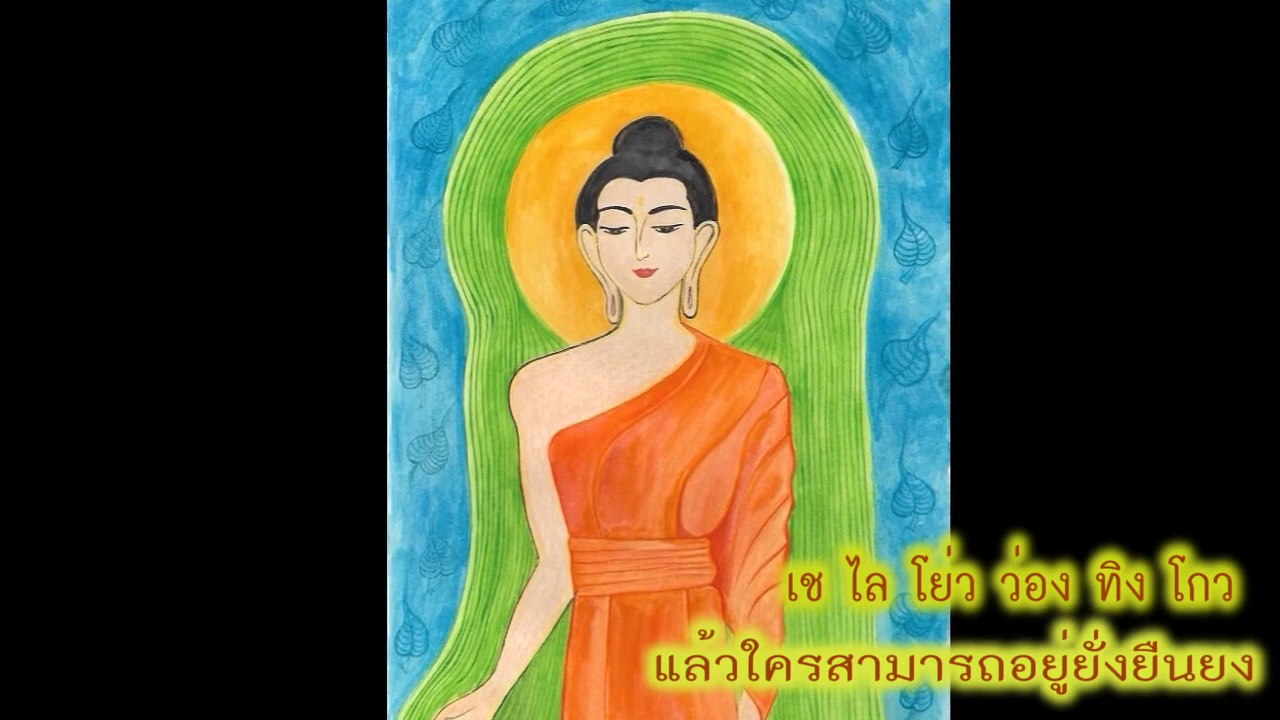 เช ไล โย่ว ว่อง ทิง โกว
แล้วใครสามารถอยู่ยั่งยืนยง